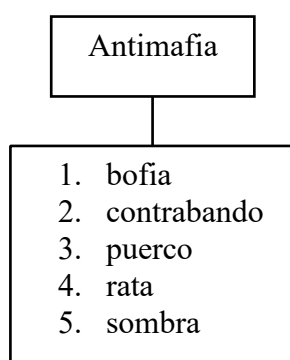 Antimafia
1. bofia
2. contrabando
3. puerco
4. rata
5. sombra